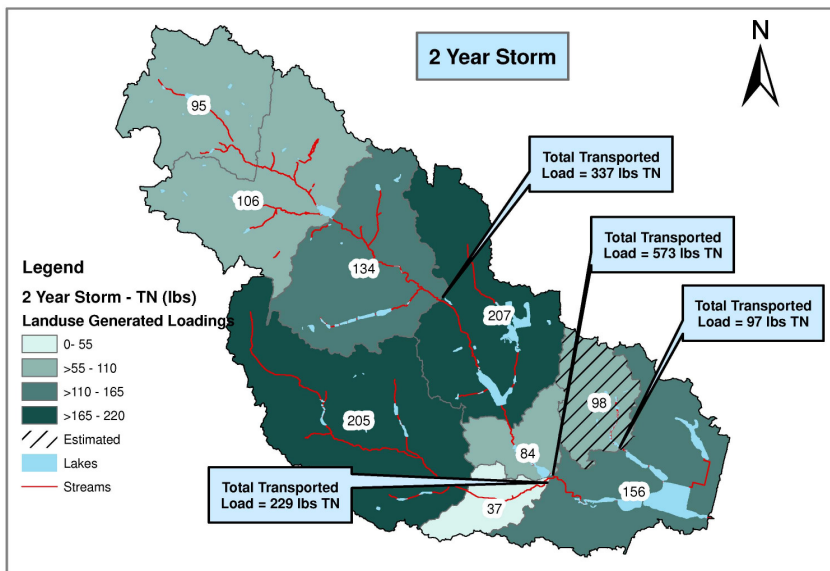 2 Year Storm
N
95
Total Transported
Load = 337 lbs TN
106
Total Transported
Load = 573 lbs TN
134
Legend
2 Year Storm - TN (lbs)
Landuse Generated Loadings
0- 55
>55 - 110
>110 - 165
>165 - 220
Estimated
Lakes
Streams
207
Total Transported
Load = 97 lbs TN
98
205
84
Total Transported
Load = 229 lbs TN
37
156